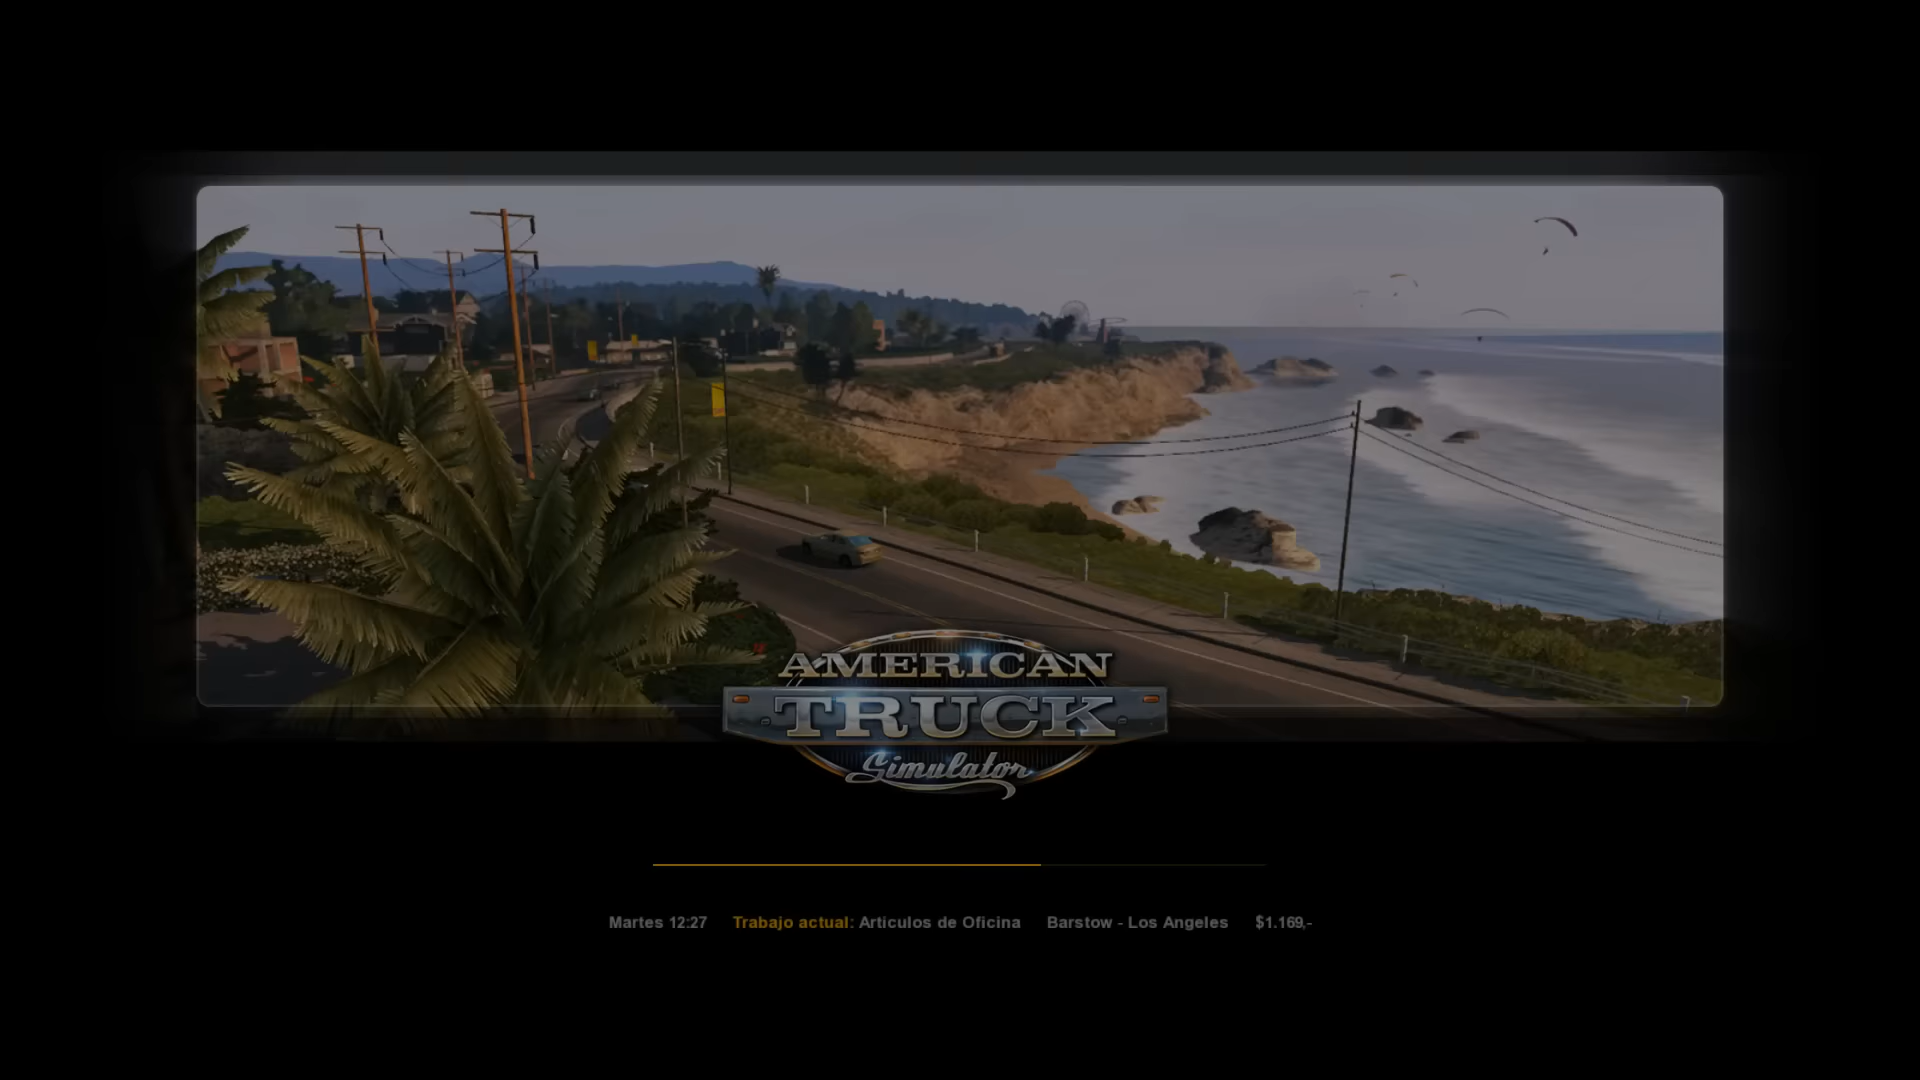 AMERICAN
TRUCK
Simulator
Martes 12:27 Trabajo actual: Articulos de Oficina Barstow - Los Angeles $1.169,-